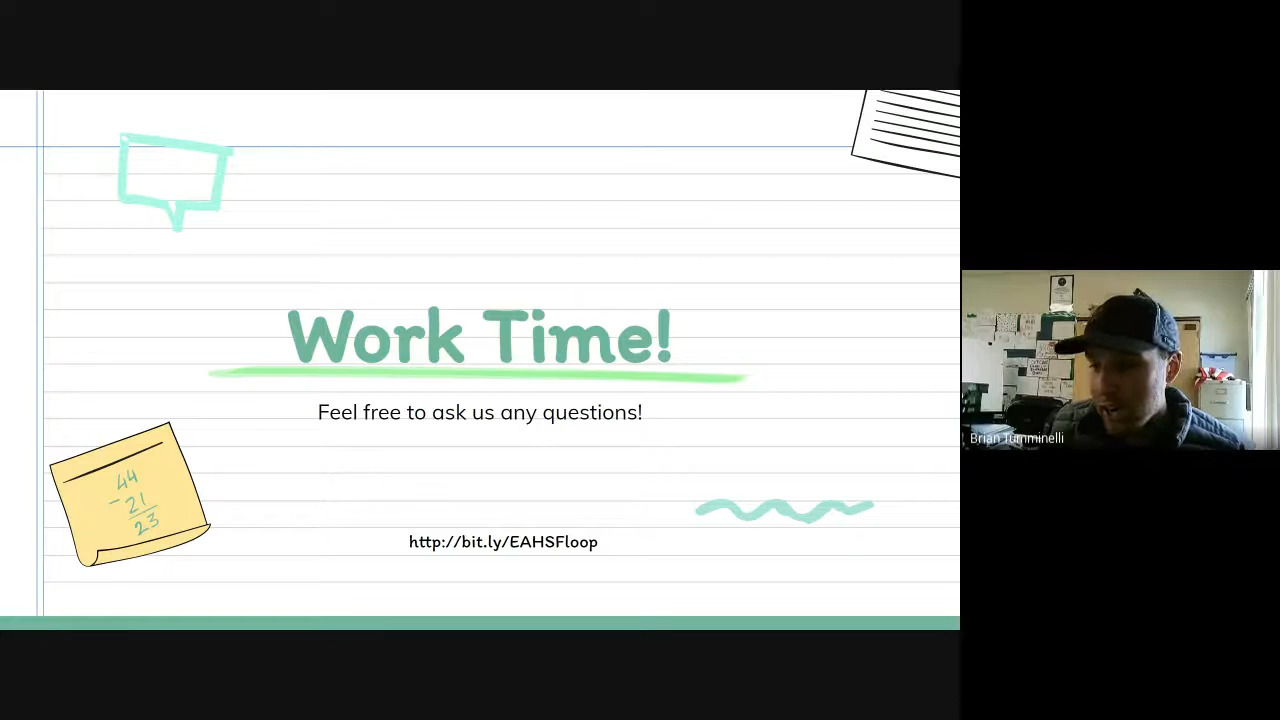 Work Time!
Feel free to ask us any questions!
44
- 21
23
http://bit.ly/EAHSFloop
Brian Tumminelli